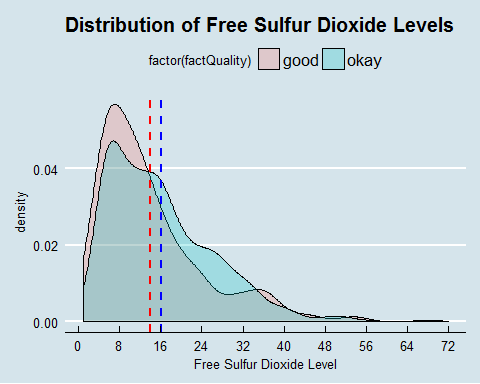 Distribution of Free Sulfur Dioxide Levels
factor(factQuality) good okay
0.04
0.02
0.00
density
0 8 16 24 32 40 48 56 64 72
Free Sulfur Dioxide Level